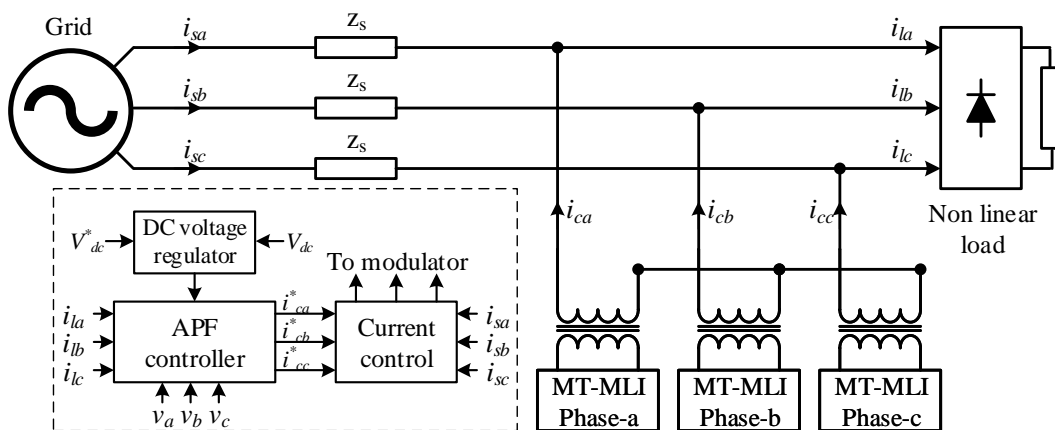 Grid
i_sa
z_s
i_la
i_sb
z_s
i_lb
i_sc
z_s
i_lc
i_ca
i_cb
i_cc
Non linear
load
V*_dc
DC voltage
regulator
V_dc
To modulator
i_la
i_lb
i_lc
APF
controller
i*_ca
i*_cb
i*_cc
Current
control
i_sa
i_sb
i_sc
v_a v_b v_c
MT-MLI
Phase-a
MT-MLI
Phase-b
MT-MLI
Phase-c